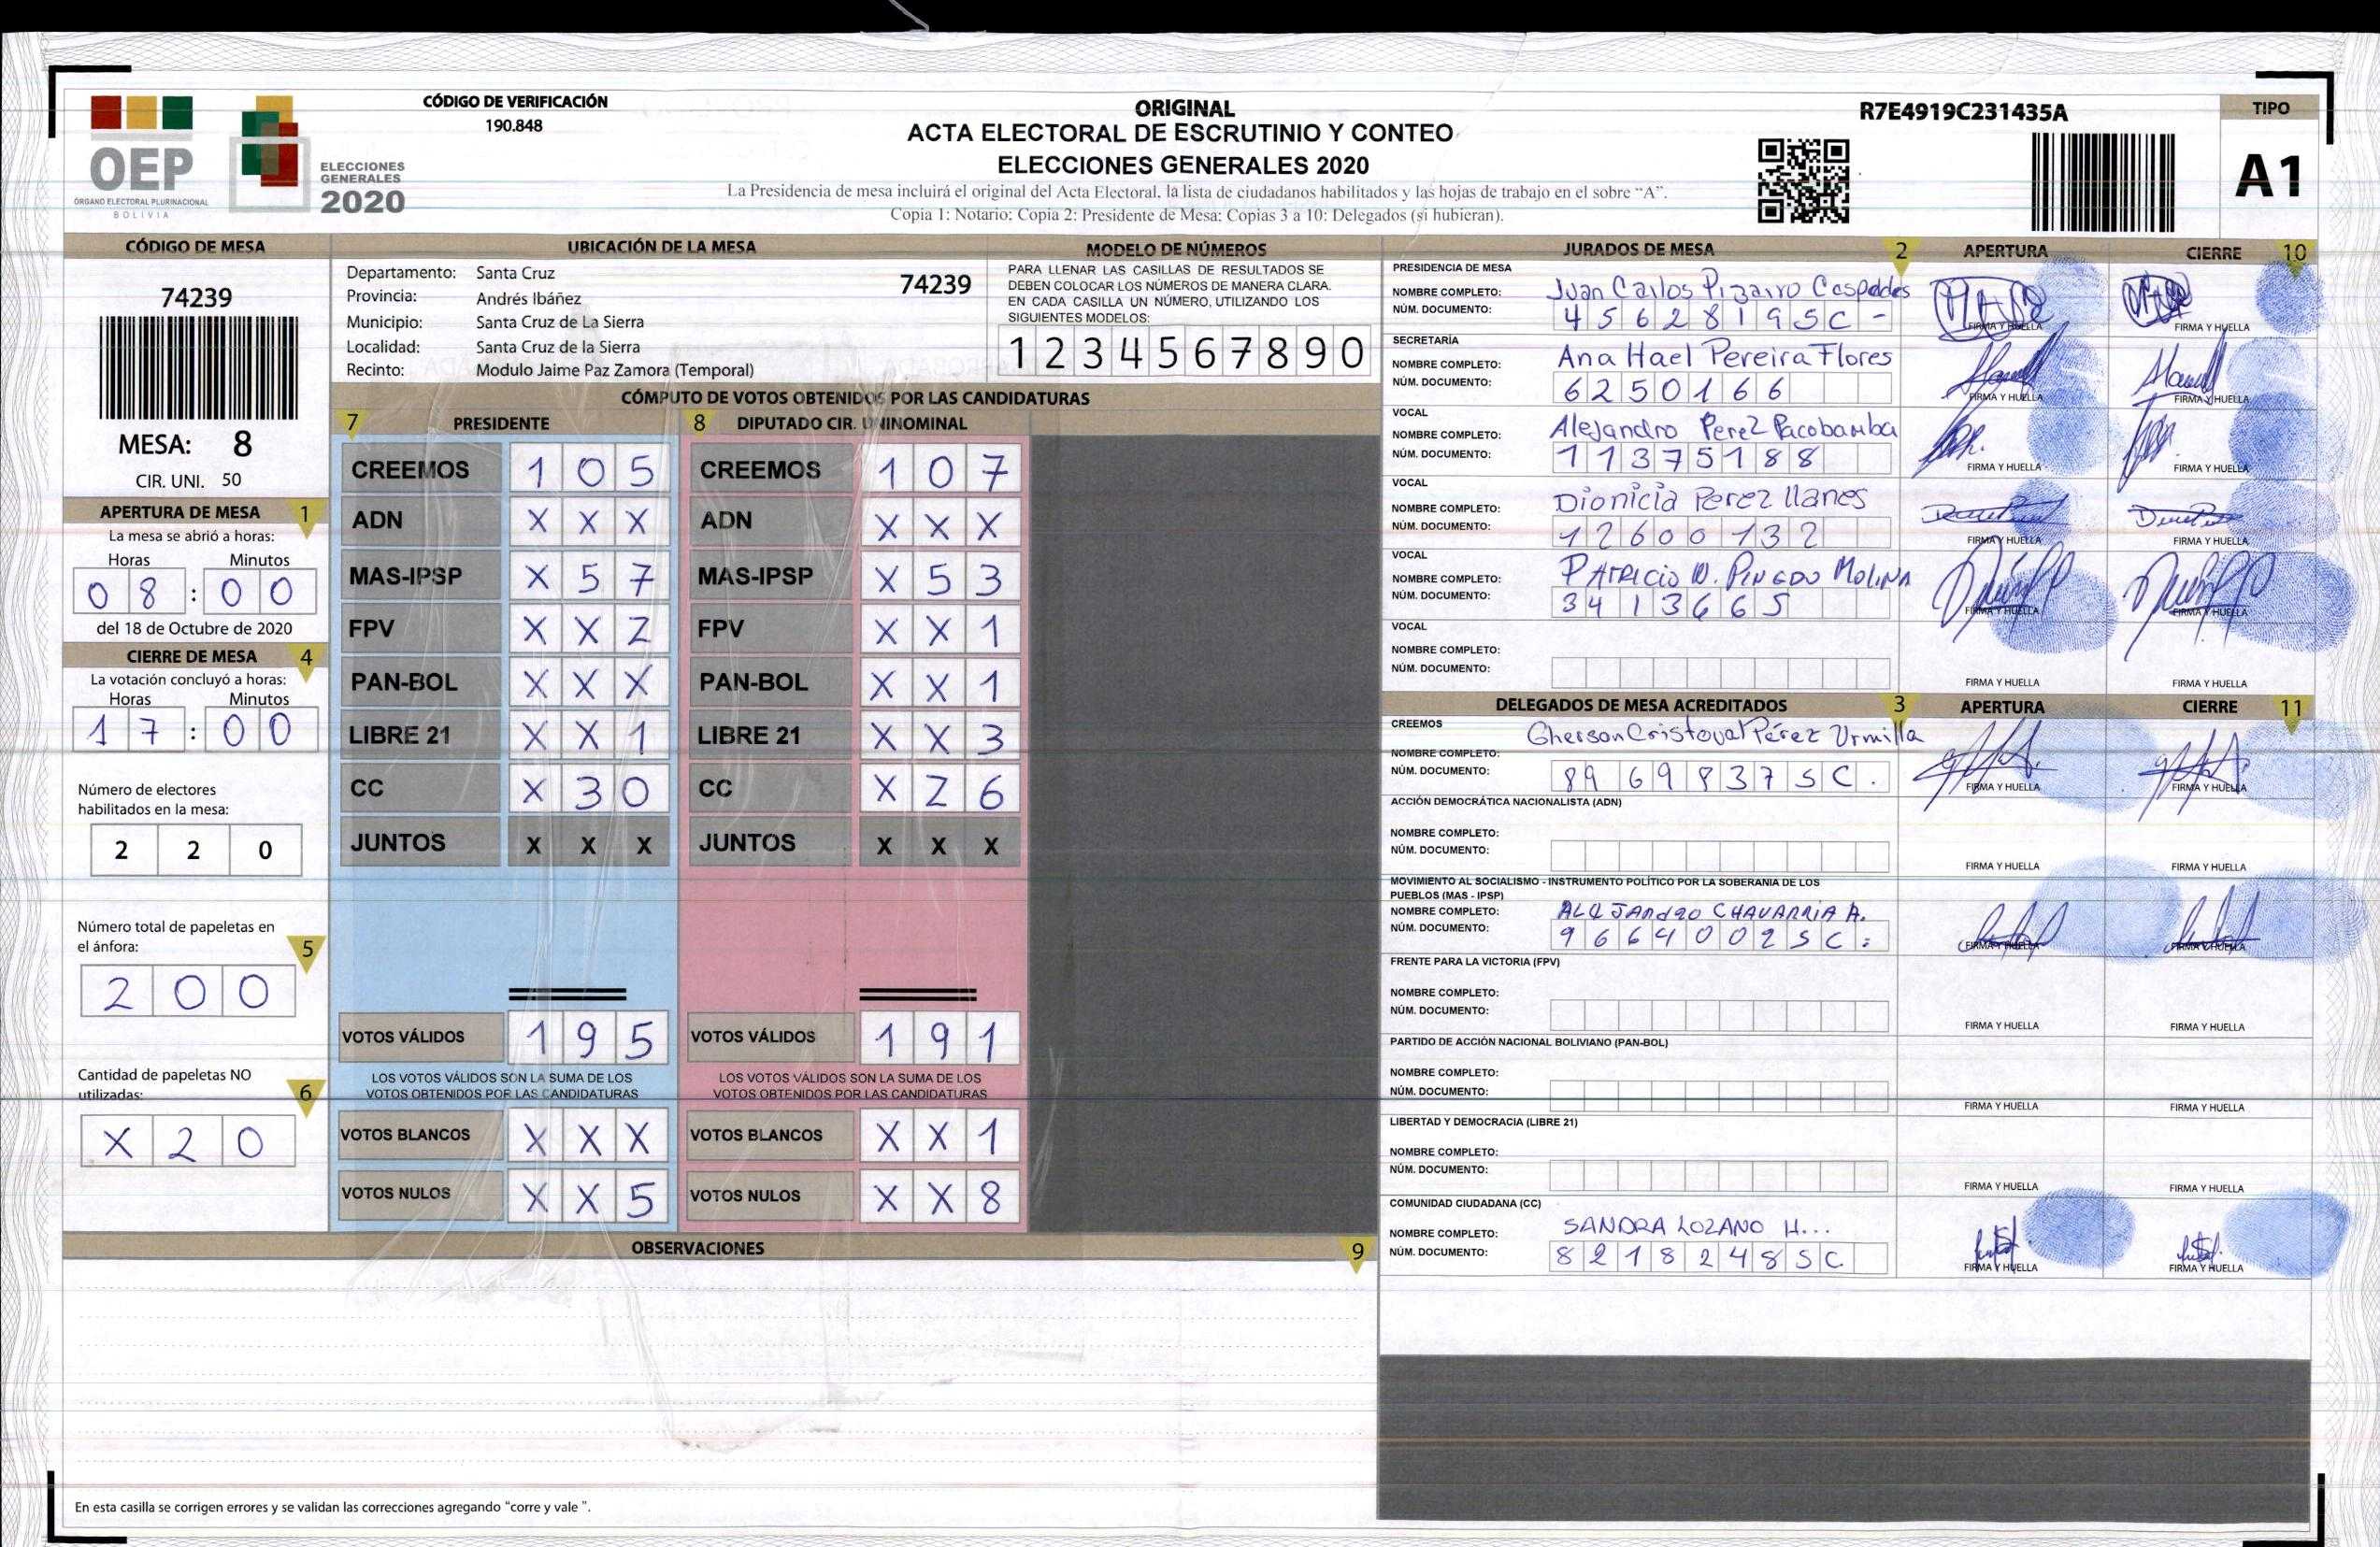 CÓDIGO DE VERIFICACIÓN
190.848
OEP
ÓRGANO ELECTORAL PLURINACIONAL
BOLIVIA
ELECCIONES
GENERALES
2020
ORIGINAL
ACTA ELECTORAL DE ESCRUTINIO Y CONTEO
ELECCIONES GENERALES 2020
La Presidencia de mesa incluirá el original del Acta Electoral, la lista de ciudadanos habilitados y las hojas de trabajo en el sobre “A”.
Copia 1: Notario; Copia 2: Presidente de Mesa; Copias 3 a 10: Delegados (si hubieran).
R7E4919C231435A
TIPO
A1
CÓDIGO DE MESA
74239
MESA: 8
CIR. UNI. 50
APERTURA DE MESA 1
La mesa se abrió a horas:
Horas Minutos
0 8 : 0 0
del 18 de Octubre de 2020
CIERRE DE MESA 4
La votación concluyó a horas:
Horas Minutos
1 7 : 0 0
Número de electores
habilitados en la mesa:
2 2 0
Número total de papeletas en
el ánfora: 5
2 0 0
Cantidad de papeletas NO
utilizadas: 6
X 2 0
UBICACIÓN DE LA MESA
Departamento: Santa Cruz 74239
Provincia: Andrés Ibáñez
Municipio: Santa Cruz de La Sierra
Localidad: Santa Cruz de la Sierra
Recinto: Modulo Jaime Paz Zamora (Temporal)
MODELO DE NÚMEROS
PARA LLENAR LAS CASILLAS DE RESULTADOS SE
DEBEN COLOCAR LOS NÚMEROS DE MANERA CLARA.
EN CADA CASILLA UN NÚMERO, UTILIZANDO LOS
SIGUIENTES MODELOS:
1 2 3 4 5 6 7 8 9 0
CÓMPUTO DE VOTOS OBTENIDOS POR LAS CANDIDATURAS
7 PRESIDENTE 8 DIPUTADO CIR. UNINOMINAL
CREEMOS 1 0 5 CREEMOS 1 0 7
ADN X X X ADN X X X
MAS-IPSP X 5 7 MAS-IPSP X 5 3
FPV X X 2 FPV X X 1
PAN-BOL X X X PAN-BOL X X 1
LIBRE 21 X X 1 LIBRE 21 X X 3
CC X 3 0 CC X 2 6
JUNTOS X X X JUNTOS X X X
VOTOS VÁLIDOS 1 9 5 VOTOS VÁLIDOS 1 9 1
LOS VOTOS VÁLIDOS SON LA SUMA DE LOS LOS VOTOS VÁLIDOS SON LA SUMA DE LOS
VOTOS OBTENIDOS POR LAS CANDIDATURAS VOTOS OBTENIDOS POR LAS CANDIDATURAS
VOTOS BLANCOS X X X VOTOS BLANCOS X X 1
VOTOS NULOS X X 5 VOTOS NULOS X X 8
OBSERVACIONES 9
En esta casilla se corrigen errores y se validan las correcciones agregando “corre y vale ”.
JURADOS DE MESA 2 APERTURA CIERRE 10
PRESIDENCIA DE MESA
NOMBRE COMPLETO: Juan Carlos Pizarro Cespedes
NÚM. DOCUMENTO: 4 5 6 2 8 1 9 S C - FIRMA Y HUELLA FIRMA Y HUELLA
SECRETARÍA
NOMBRE COMPLETO: Ana Hael Pereira Flores
NÚM. DOCUMENTO: 6 2 5 0 1 6 6 FIRMA Y HUELLA FIRMA Y HUELLA
VOCAL
NOMBRE COMPLETO: Alejandro Perez Pacobamba
NÚM. DOCUMENTO: 1 1 3 7 5 1 8 8 FIRMA Y HUELLA FIRMA Y HUELLA
VOCAL
NOMBRE COMPLETO: Dionicia Perez llanes
NÚM. DOCUMENTO: 1 2 6 0 0 1 3 2 FIRMA Y HUELLA FIRMA Y HUELLA
VOCAL
NOMBRE COMPLETO: PATRICIO W. PINEDO MOLINA
NÚM. DOCUMENTO: 3 4 1 3 6 6 5 FIRMA Y HUELLA FIRMA Y HUELLA
VOCAL
NOMBRE COMPLETO:
NÚM. DOCUMENTO: FIRMA Y HUELLA FIRMA Y HUELLA
DELEGADOS DE MESA ACREDITADOS 3 APERTURA CIERRE 11
CREEMOS
NOMBRE COMPLETO: Gherson Cristoval Pérez Urmilla
NÚM. DOCUMENTO: 8 9 6 9 8 3 7 S C . FIRMA Y HUELLA FIRMA Y HUELLA
ACCIÓN DEMOCRÁTICA NACIONALISTA (ADN)
NOMBRE COMPLETO:
NÚM. DOCUMENTO: FIRMA Y HUELLA FIRMA Y HUELLA
MOVIMIENTO AL SOCIALISMO - INSTRUMENTO POLÍTICO POR LA SOBERANIA DE LOS
PUEBLOS (MAS - IPSP)
NOMBRE COMPLETO: ALEJANDRO CHAVARRIA A.
NÚM. DOCUMENTO: 9 6 6 4 0 0 2 S C : FIRMA Y HUELLA FIRMA Y HUELLA
FRENTE PARA LA VICTORIA (FPV)
NOMBRE COMPLETO:
NÚM. DOCUMENTO: FIRMA Y HUELLA FIRMA Y HUELLA
PARTIDO DE ACCIÓN NACIONAL BOLIVIANO (PAN-BOL)
NOMBRE COMPLETO:
NÚM. DOCUMENTO: FIRMA Y HUELLA FIRMA Y HUELLA
LIBERTAD Y DEMOCRACIA (LIBRE 21)
NOMBRE COMPLETO:
NÚM. DOCUMENTO: FIRMA Y HUELLA FIRMA Y HUELLA
COMUNIDAD CIUDADANA (CC)
NOMBRE COMPLETO: SANDRA LOZANO H...
NÚM. DOCUMENTO: 8 2 1 8 2 4 8 S C FIRMA Y HUELLA FIRMA Y HUELLA